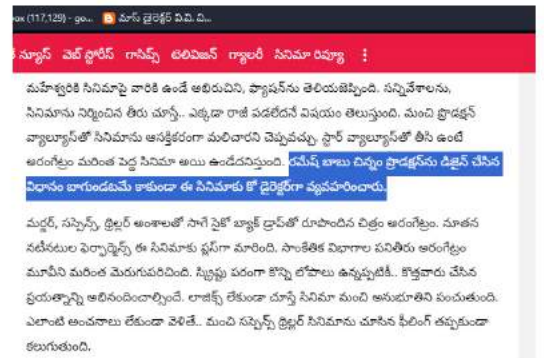 ox (117,129) - go... మాస్ డైరెక్టర్ వి.వి. వి...
న్యూస్ వెబ్ స్టోరీస్ గాసిప్స్ టెలివిజన్ గ్యాలరీ సినిమా రివ్యూ
మహేశ్వరికి సినిమాపై వారికి ఉండే అభిరుచిని, ఫ్యాషన్‌ను తెలియజెప్పింది. సన్నివేశాలను,
సినిమాను నిర్మించిన తీరు చూస్తే.. ఎక్కడా రాజీ పడలేదనే విషయం తెలుస్తుంది. మంచి ప్రొడక్షన్
వ్యాల్యూస్‌తో సినిమాను ఆసక్తికరంగా మలిచారని చెప్పవచ్చు. స్టార్ వ్యాల్యూస్‌తో తీసి ఉంటే
అరంగేట్రం మరింత పెద్ద సినిమా అయి ఉండేదనిస్తుంది. రమేష్ బాబు చిన్నం ప్రొడక్షన్‌ను డిజైన్ చేసిన
విధానం బాగుండటమే కాకుండా ఈ సినిమాకు కో డైరెక్టర్‌గా వ్యవహరించారు.
మర్డర్, సస్పెన్స్, థ్రిల్లర్ అంశాలతో సాగే సైకో బ్యాక్ డ్రాప్‌తో రూపొందిన చిత్రం అరంగేట్రం. నూతన
నటీనటుల ఫెర్ఫార్మెన్స్ ఈ సినిమాకు ప్లస్‌గా మారింది. సాంకేతిక విభాగాల పనితీరు అరంగేట్రం
మూవీని మరింత మెరుగుపరిచింది. స్క్రిప్టు పరంగా కొన్ని లోపాలు ఉన్నప్పటికీ.. కొత్తవారు చేసిన
ప్రయత్నాన్ని అభినందించాల్సిందే. లాజిక్స్ లేకుండా చూస్తే సినిమా మంచి అనుభూతిని పంచుతుంది.
ఎలాంటి అంచనాలు లేకుండా వెళితే.. మంచి సస్పెన్స్ థ్రిల్లర్ సినిమాను చూసిన ఫీలింగ్ తప్పకుండా
కలుగుతుంది.